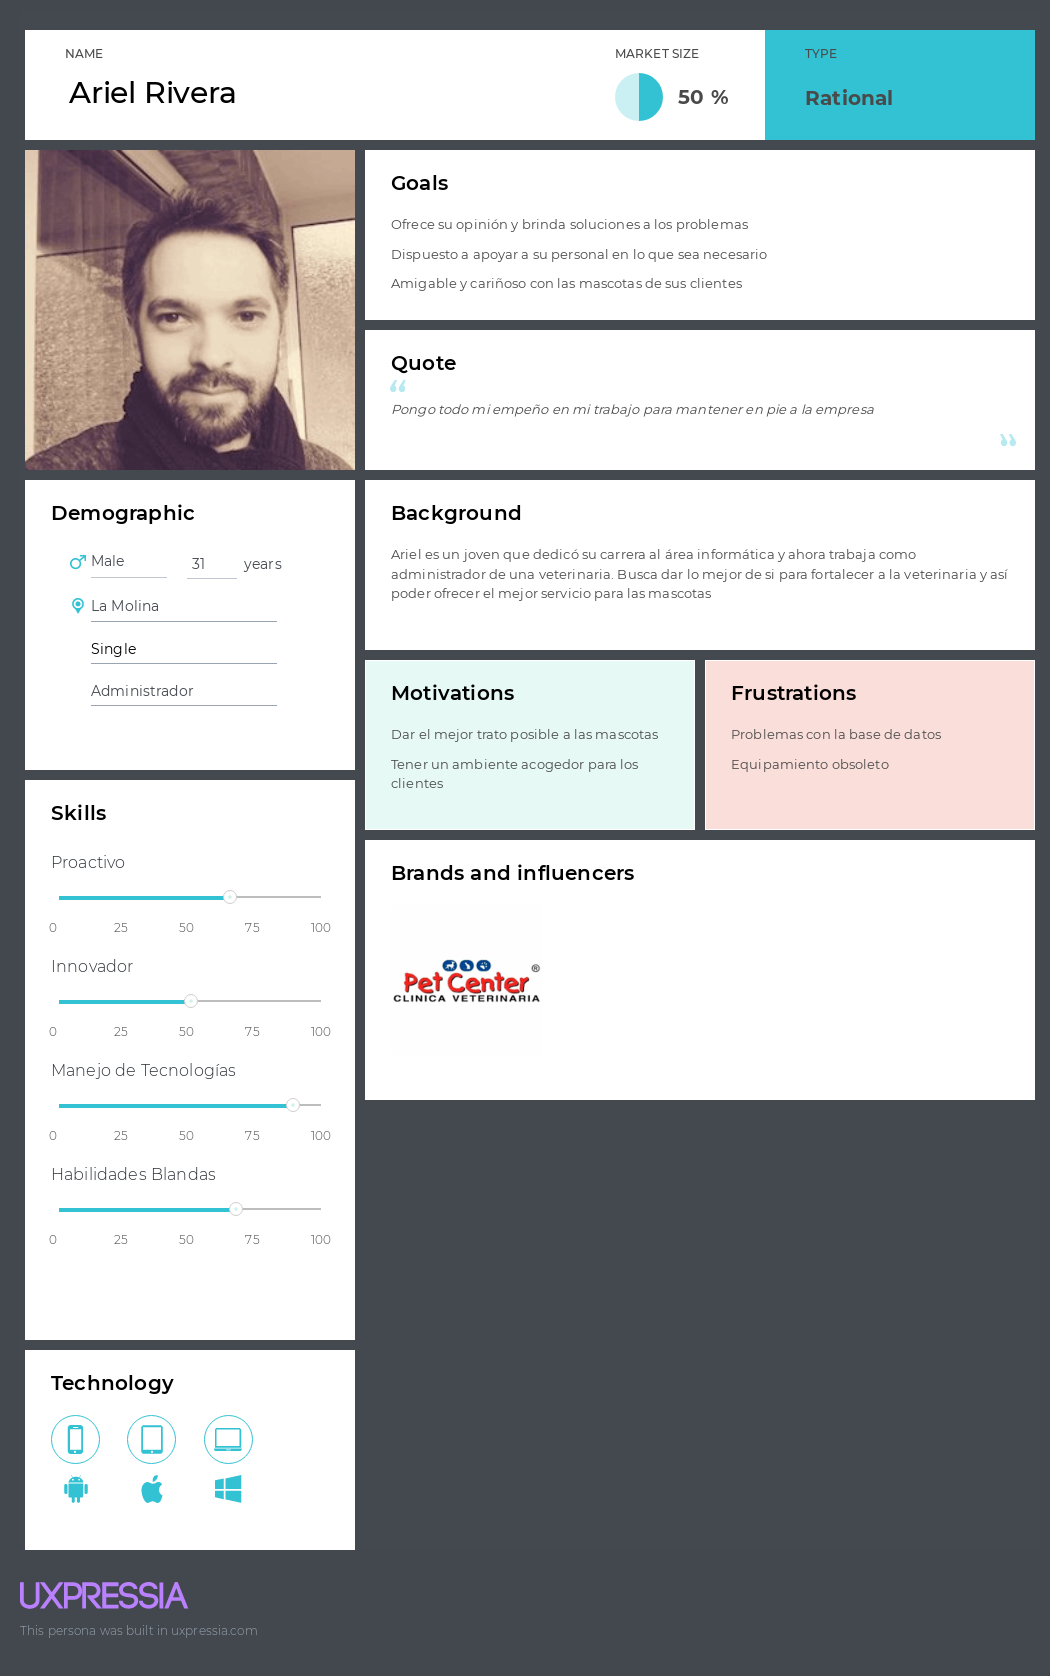 NAME
Ariel Rivera
MARKET SIZE
50 %
TYPE
Rational
Goals
Ofrece su opinión y brinda soluciones a los problemas
Dispuesto a apoyar a su personal en lo que sea necesario
Amigable y cariñoso con las mascotas de sus clientes
Quote
“
Pongo todo mi empeño en mi trabajo para mantener en pie a la empresa
”
Demographic
Male
31 years
La Molina
Single
Administrador
Background
Ariel es un joven que dedicó su carrera al área informática y ahora trabaja como
administrador de una veterinaria. Busca dar lo mejor de si para fortalecer a la veterinaria y así
poder ofrecer el mejor servicio para las mascotas
Motivations
Dar el mejor trato posible a las mascotas
Tener un ambiente acogedor para los
clientes
Frustrations
Problemas con la base de datos
Equipamiento obsoleto
Skills
Proactivo
0 25 50 75 100
Innovador
0 25 50 75 100
Manejo de Tecnologías
0 25 50 75 100
Habilidades Blandas
0 25 50 75 100
Brands and influencers
Pet Center ®
CLINICA VETERINARIA
Technology
UXPRESSIA
This persona was built in uxpressia.com